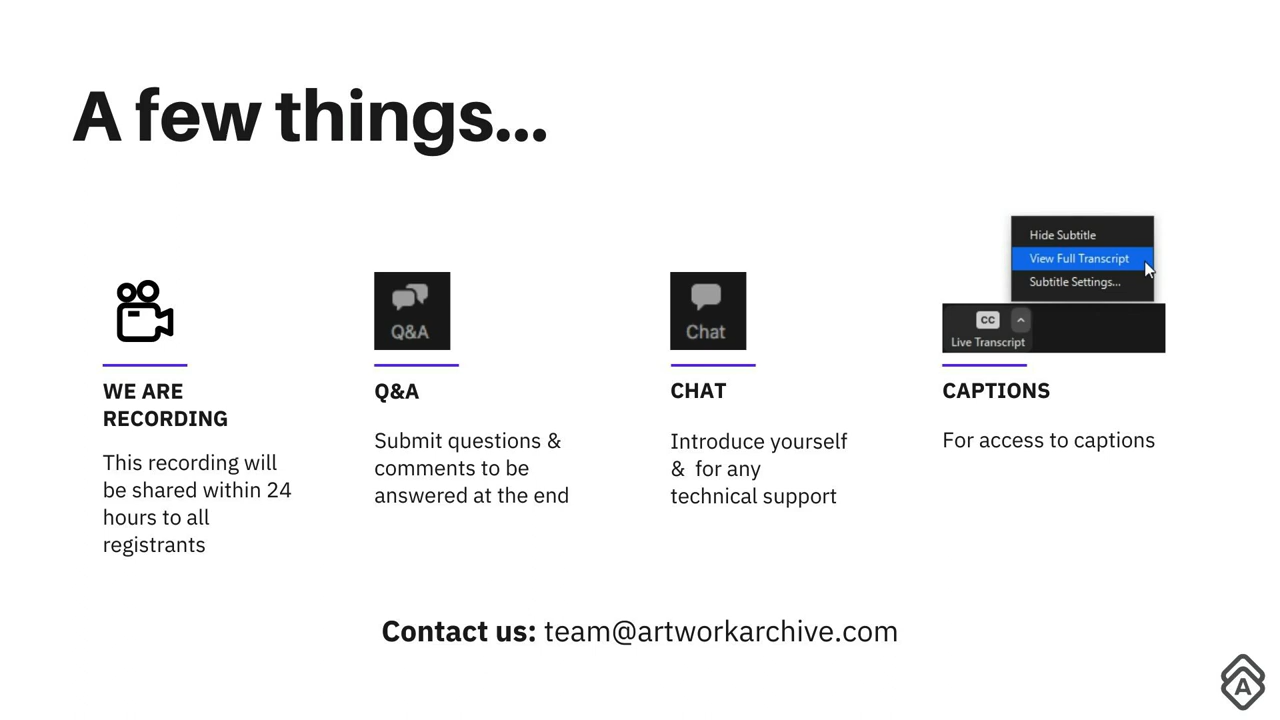 A few things...
Q&A
Chat
Hide Subtitle
View Full Transcript
Subtitle Settings...
CC
Live Transcript
WE ARE
RECORDING
This recording will
be shared within 24
hours to all
registrants
Q&A
Submit questions &
comments to be
answered at the end
CHAT
Introduce yourself
&  for any
technical support
CAPTIONS
For access to captions
Contact us: team@artworkarchive.com
A